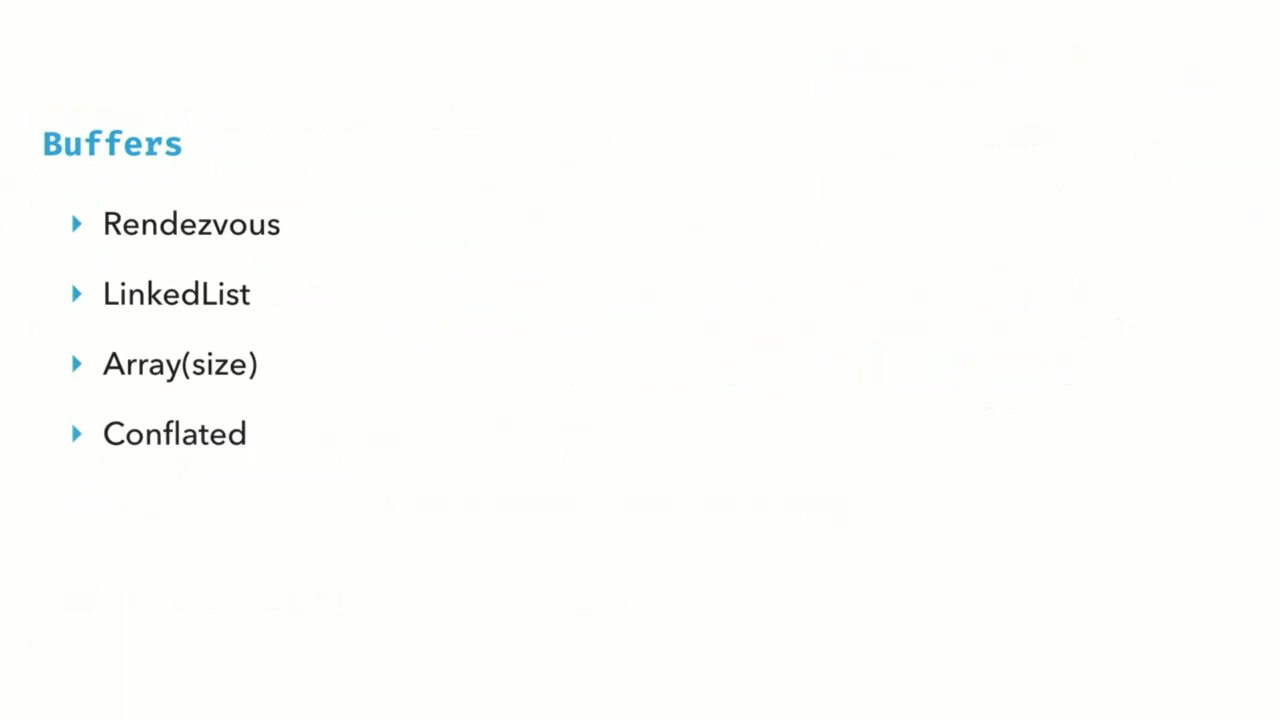 Buffers
Rendezvous
LinkedList
Array(size)
Conflated